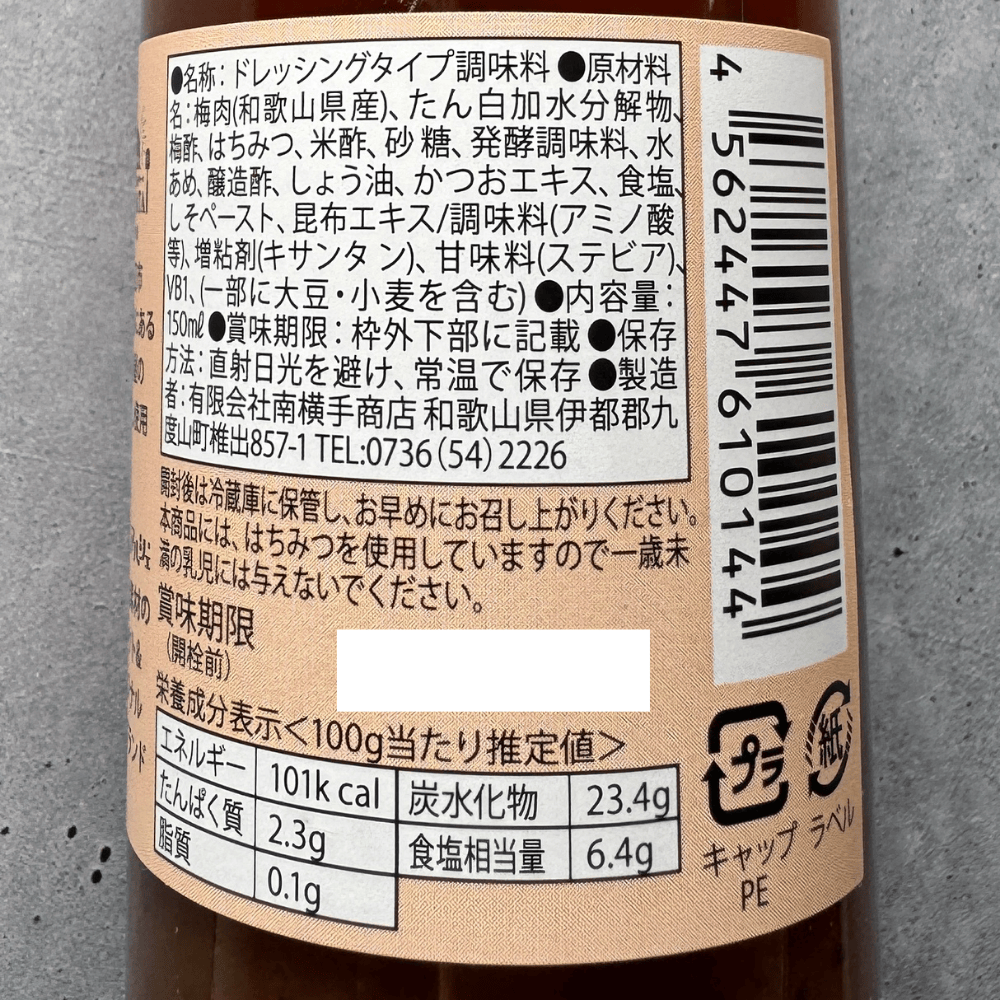 ●名称：ドレッシングタイプ調味料 ●原材料
名：梅肉(和歌山県産)、たん白加水分解物、
梅酢、はちみつ、米酢、砂糖、発酵調味料、水
あめ、醸造酢、しょう油、かつおエキス、食塩、
しそペースト、昆布エキス/調味料(アミノ酸
等)、増粘剤(キサンタン)、甘味料(ステビア)、
VB1、(一部に大豆・小麦を含む) ●内容量：
150㎖ ●賞味期限：枠外下部に記載 ●保存
方法：直射日光を避け、常温で保存 ●製造
者：有限会社南横手商店 和歌山県伊都郡九
度山町椎出857-1 TEL:0736(54)2226
開封後は冷蔵庫に保管し、お早めにお召し上がりください。
本商品には、はちみつを使用していますので一歳未
満の乳児には与えないでください。
賞味期限
(開栓前)
栄養成分表示＜100g当たり推定値＞
エネルギー 101kcal 炭水化物 23.4g
たんぱく質 2.3g 食塩相当量 6.4g
脂質 0.1g
4 562447 610144
プラ 紙
キャップ ラベル
PE